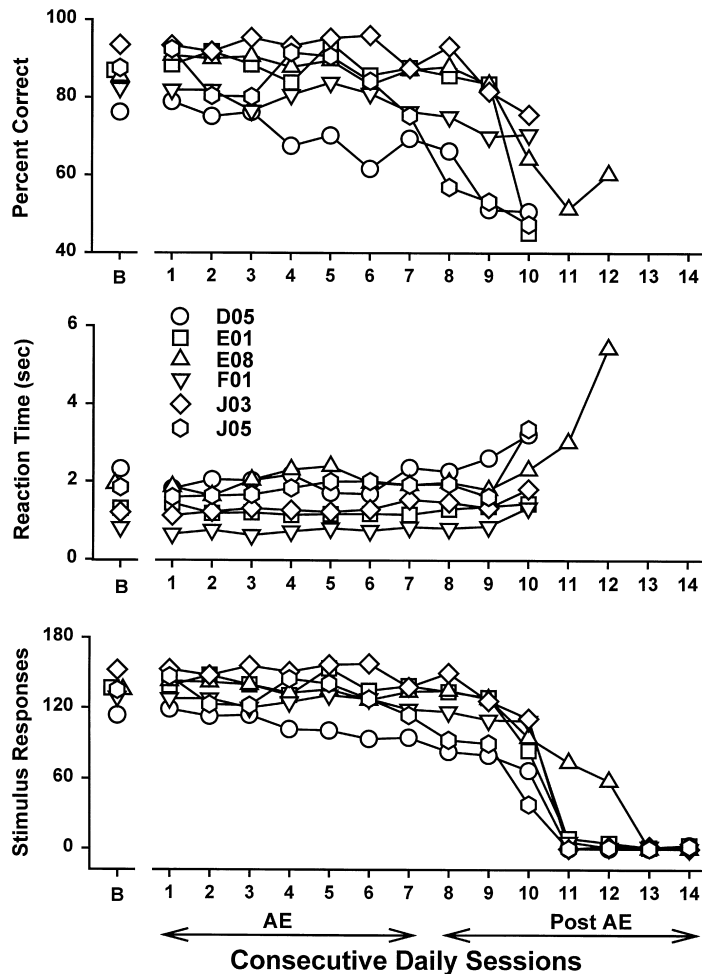 Percent Correct
100
80
60
40
B 1 2 3 4 5 6 7 8 9 10 11 12 13 14
Reaction Time (sec)
6
4
2
0
D05
E01
E08
F01
J03
J05
B 1 2 3 4 5 6 7 8 9 10 11 12 13 14
Stimulus Responses
180
120
60
0
B 1 2 3 4 5 6 7 8 9 10 11 12 13 14
AE Post AE
Consecutive Daily Sessions